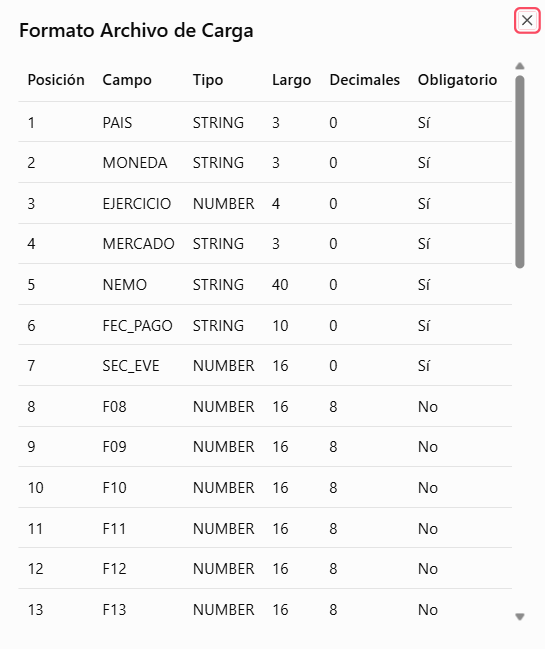 Formato Archivo de Carga
Posición Campo Tipo Largo Decimales Obligatorio
1 PAIS STRING 3 0 Sí
2 MONEDA STRING 3 0 Sí
3 EJERCICIO NUMBER 4 0 Sí
4 MERCADO STRING 3 0 Sí
5 NEMO STRING 40 0 Sí
6 FEC_PAGO STRING 10 0 Sí
7 SEC_EVE NUMBER 16 0 Sí
8 F08 NUMBER 16 8 No
9 F09 NUMBER 16 8 No
10 F10 NUMBER 16 8 No
11 F11 NUMBER 16 8 No
12 F12 NUMBER 16 8 No
13 F13 NUMBER 16 8 No